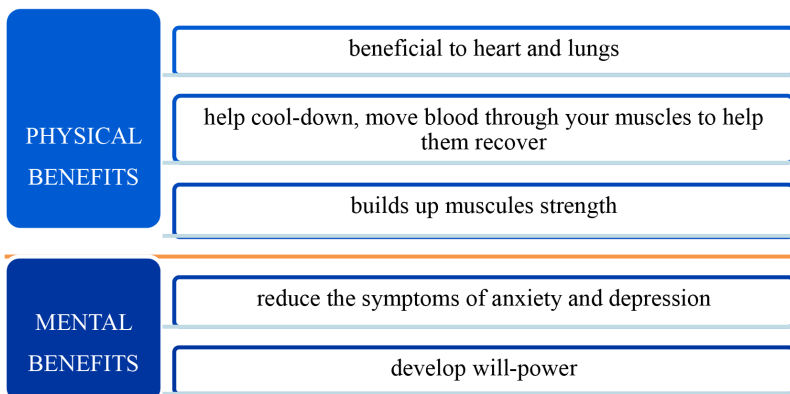 PHYSICAL
BENEFITS
beneficial to heart and lungs
help cool-down, move blood through your muscles to help
them recover
builds up muscules strength
MENTAL
BENEFITS
reduce the symptoms of anxiety and depression
develop will-power